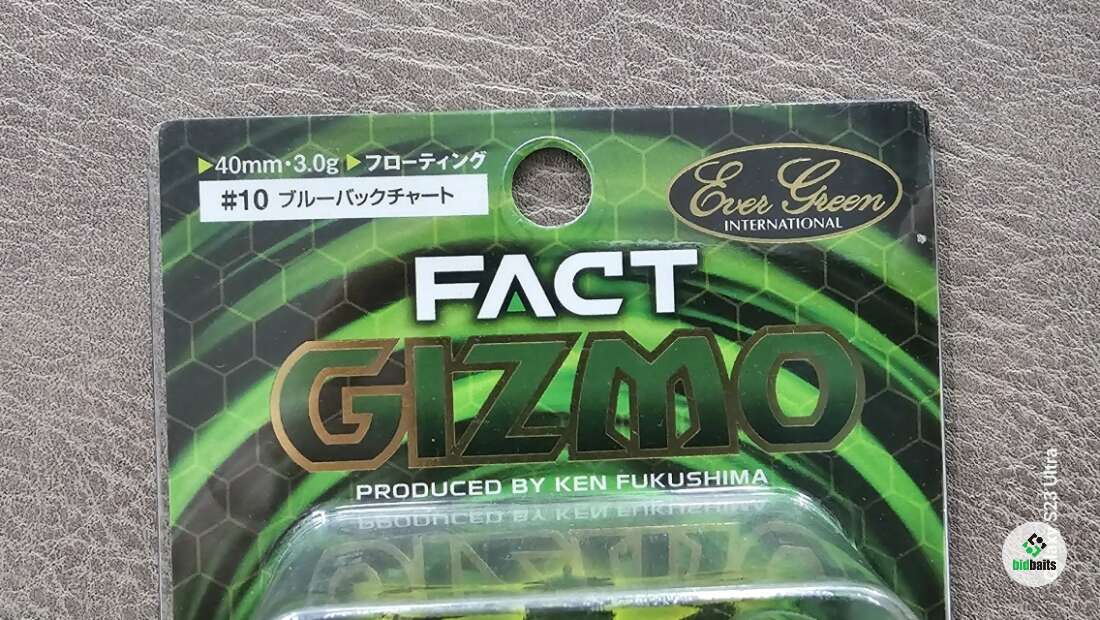 ▶40mm・3.0g ▶フローティング
#10 ブルーバックチャート
Ever Green
INTERNATIONAL
FACT
GIZMO
PRODUCED BY KEN FUKUSHIMA
S23 Ultra
bidbaits